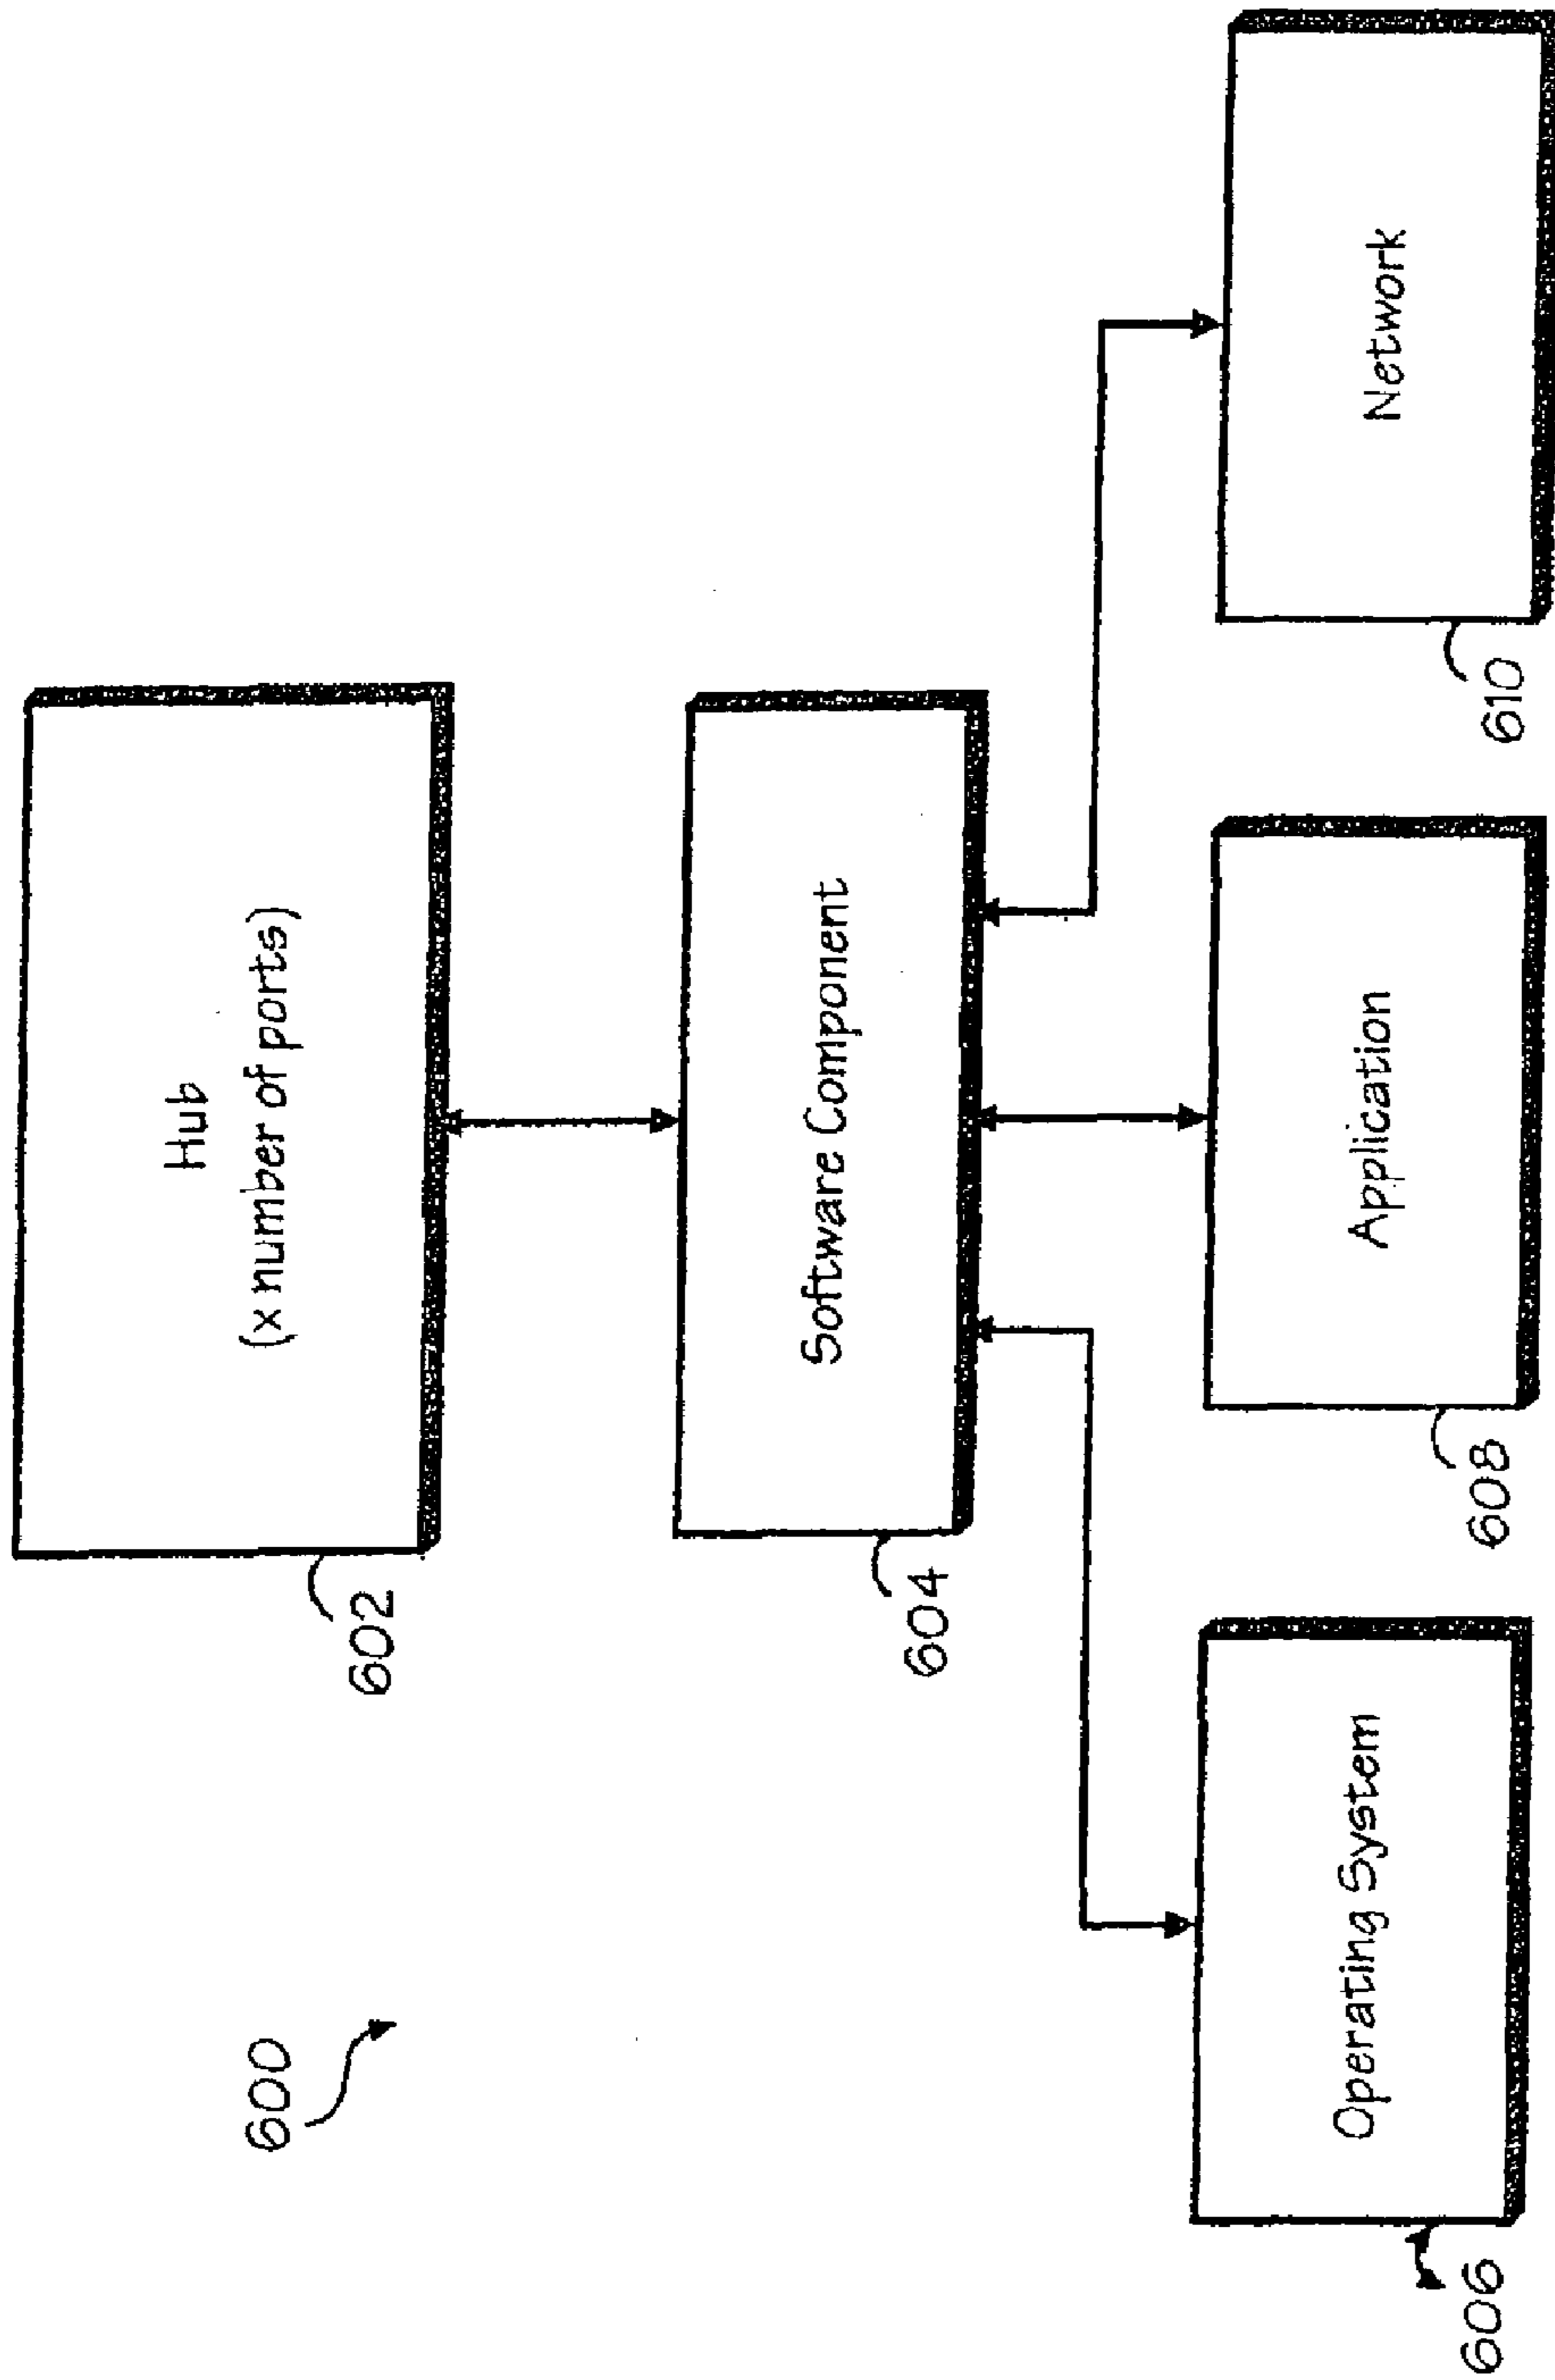 600
Hub
(x number of ports)
602
Software Component
604
Operating System
606
Application
608
Network
610